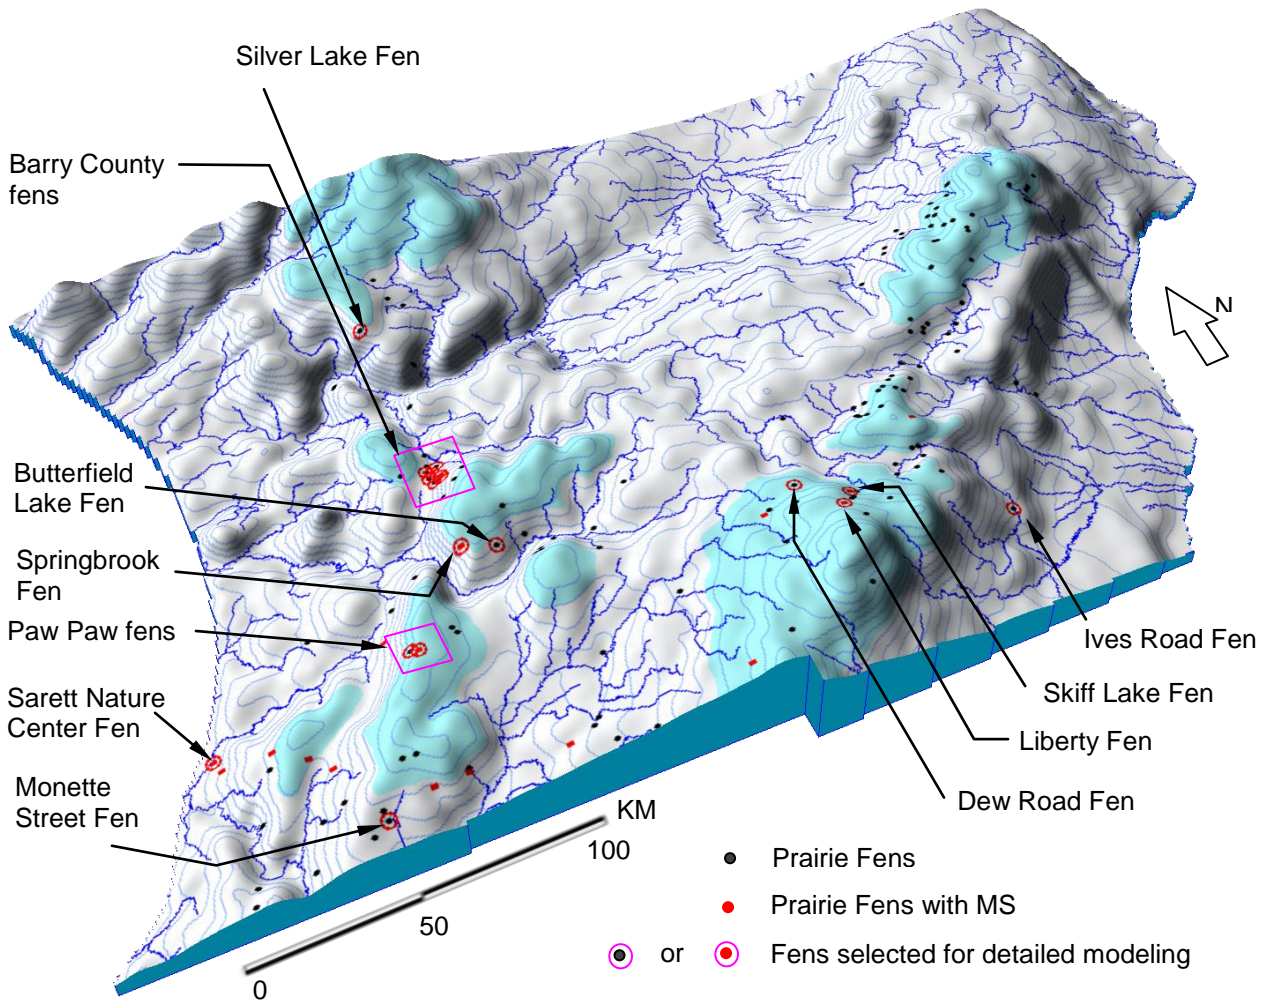 Silver Lake Fen
Barry County
fens
N
Butterfield
Lake Fen
Springbrook
Fen
Paw Paw fens
Ives Road Fen
Sarett Nature
Center Fen
Skiff Lake Fen
Liberty Fen
Monette
Street Fen
Dew Road Fen
KM
100
50
0
Prairie Fens
Prairie Fens with MS
or
Fens selected for detailed modeling